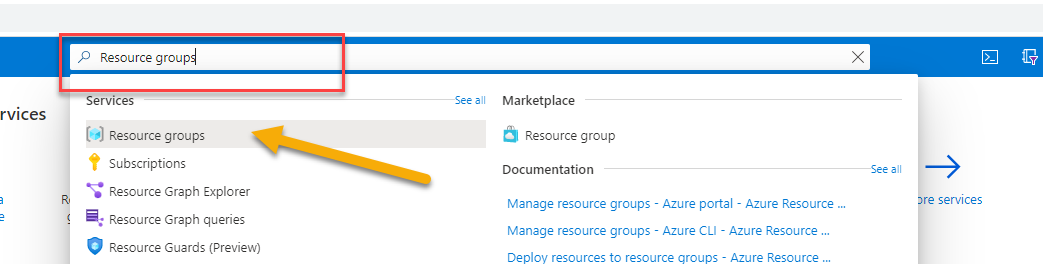 Resource groups
Services
See all
Resource groups
Subscriptions
Resource Graph Explorer
Resource Graph queries
Resource Guards (Preview)
Marketplace
Resource group
Documentation
See all
Manage resource groups - Azure portal - Azure Resource ...
Manage resource groups - Azure CLI - Azure Resource ...
Deploy resources to resource groups - Azure Resource ...
rvices
ore services